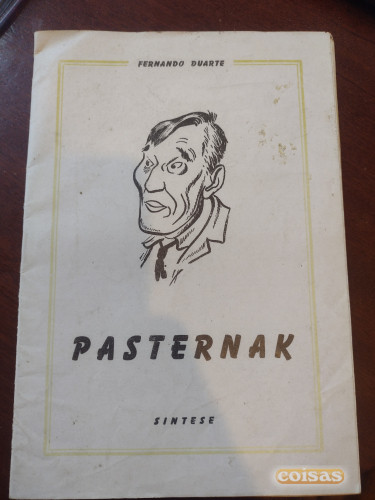 FERNANDO DUARTE
PASTERNAK
SINTESE
coisas